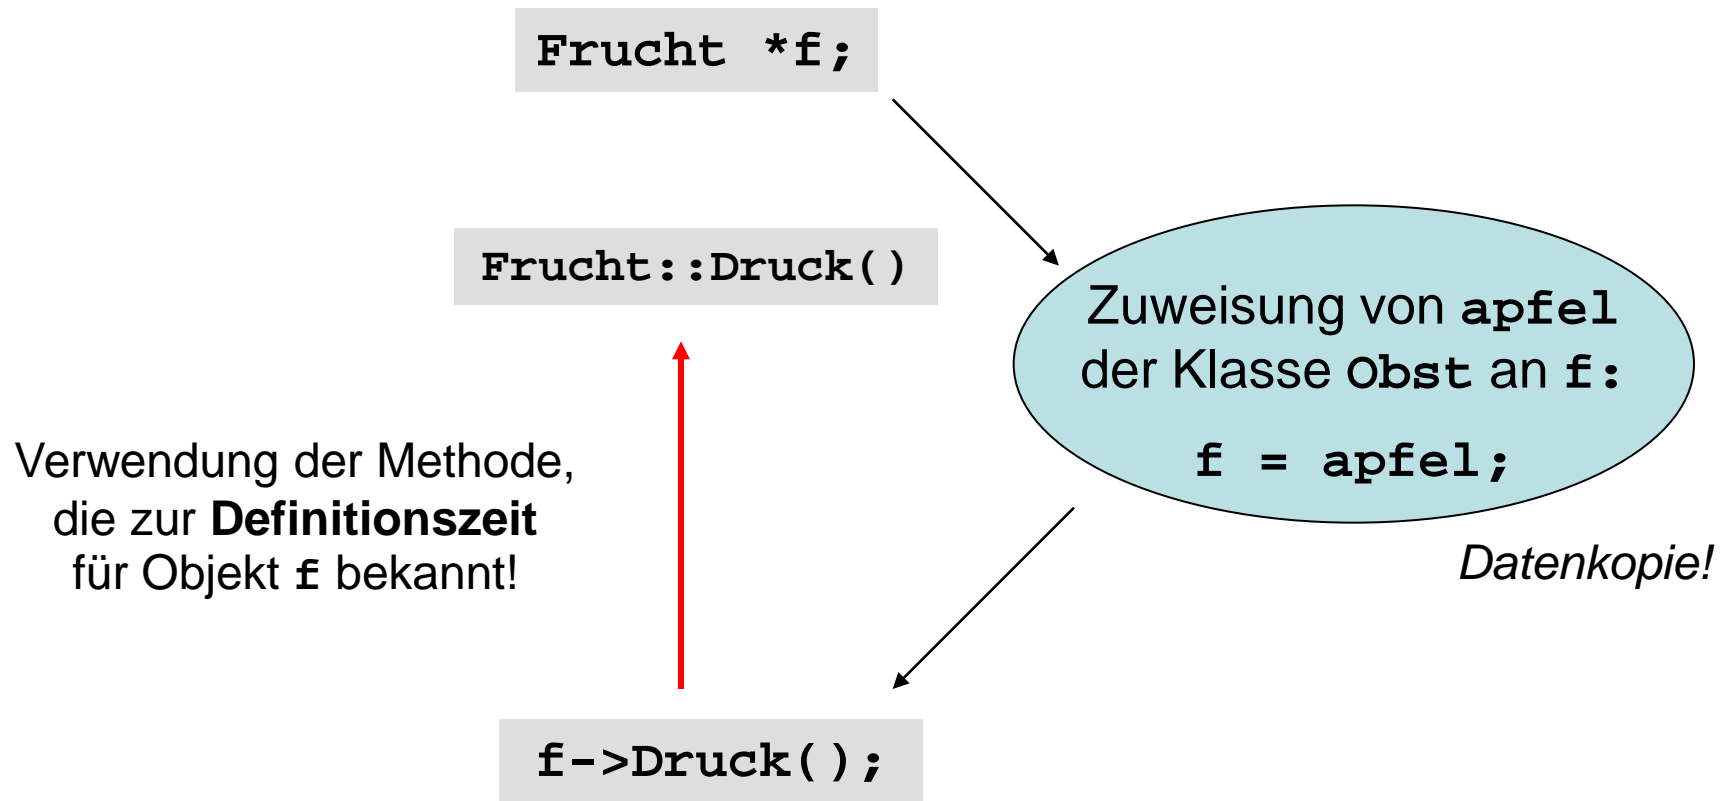 Frucht *f;
Frucht::Druck()
Zuweisung von apfel
der Klasse Obst an f:
f = apfel;
Verwendung der Methode,
die zur Definitionszeit
für Objekt f bekannt!
Datenkopie!
f->Druck();